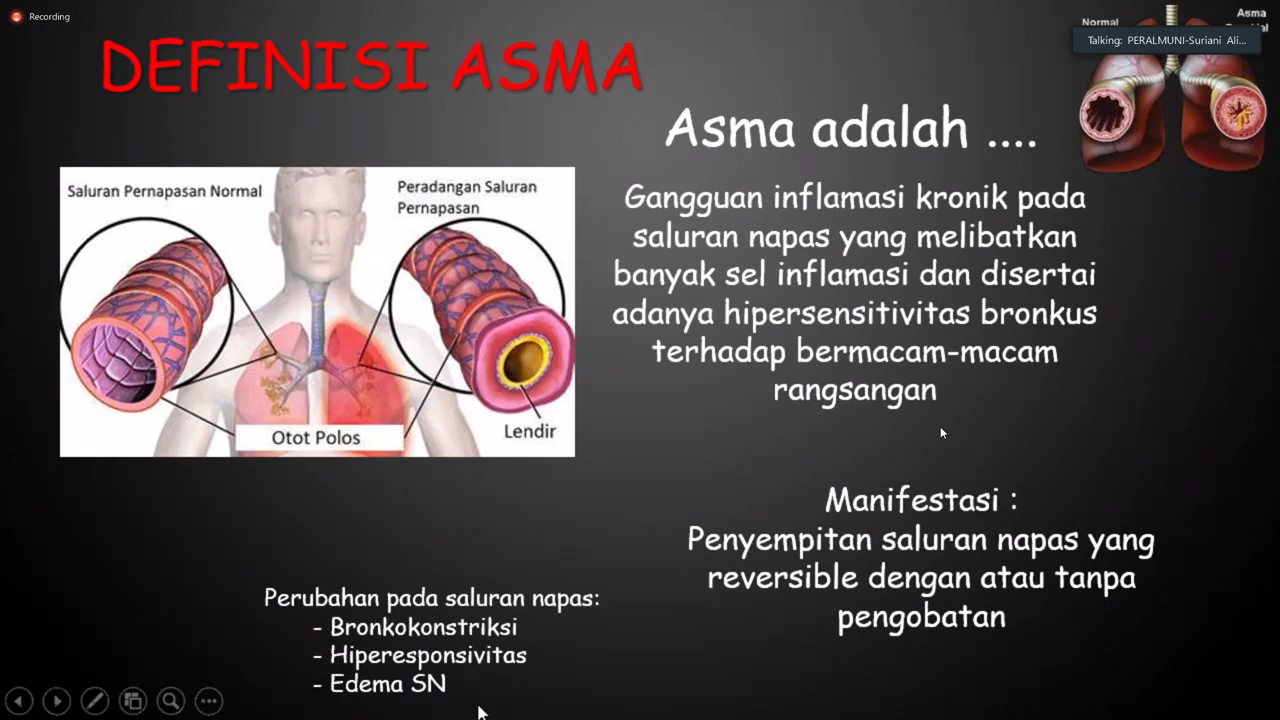 Recording
Normal
Asma
Talking: PERALMUNI-Suriani Ali...
DEFINISI ASMA
Asma adalah ....
Saluran Pernapasan Normal
Peradangan Saluran
Pernapasan
Otot Polos
Lendir
Gangguan inflamasi kronik pada
saluran napas yang melibatkan
banyak sel inflamasi dan disertai
adanya hipersensitivitas bronkus
terhadap bermacam-macam
rangsangan
Manifestasi :
Penyempitan saluran napas yang
reversible dengan atau tanpa
pengobatan
Perubahan pada saluran napas:
- Bronkokonstriksi
- Hiperesponsivitas
- Edema SN